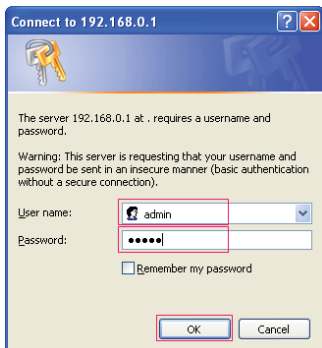 Connect to 192.168.0.1
The server 192.168.0.1 at . requires a username and
password.
Warning: This server is requesting that your username and
password be sent in an insecure manner (basic authentication
without a secure connection).
User name:
admin
Password:
●●●●●
Remember my password
OK
Cancel